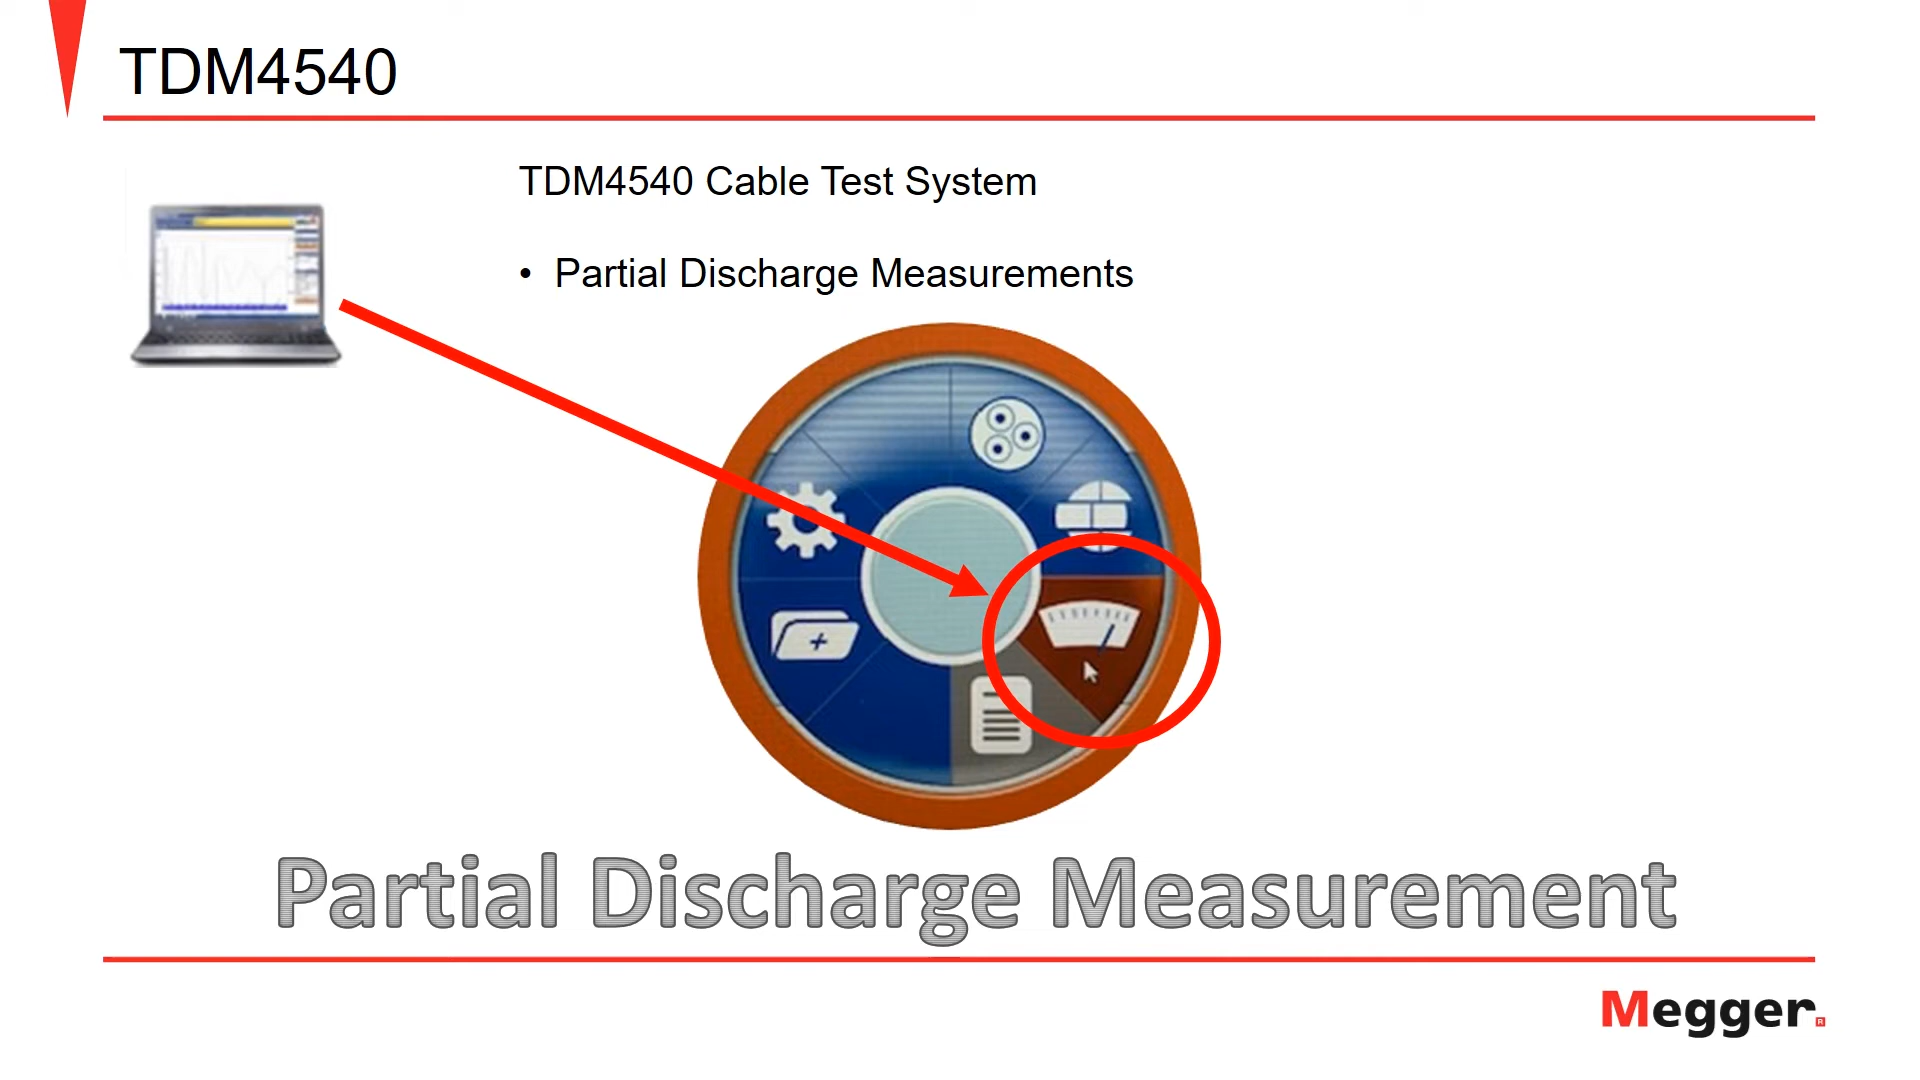 TDM4540
TDM4540 Cable Test System
• Partial Discharge Measurements
Partial Discharge Measurement
Megger®